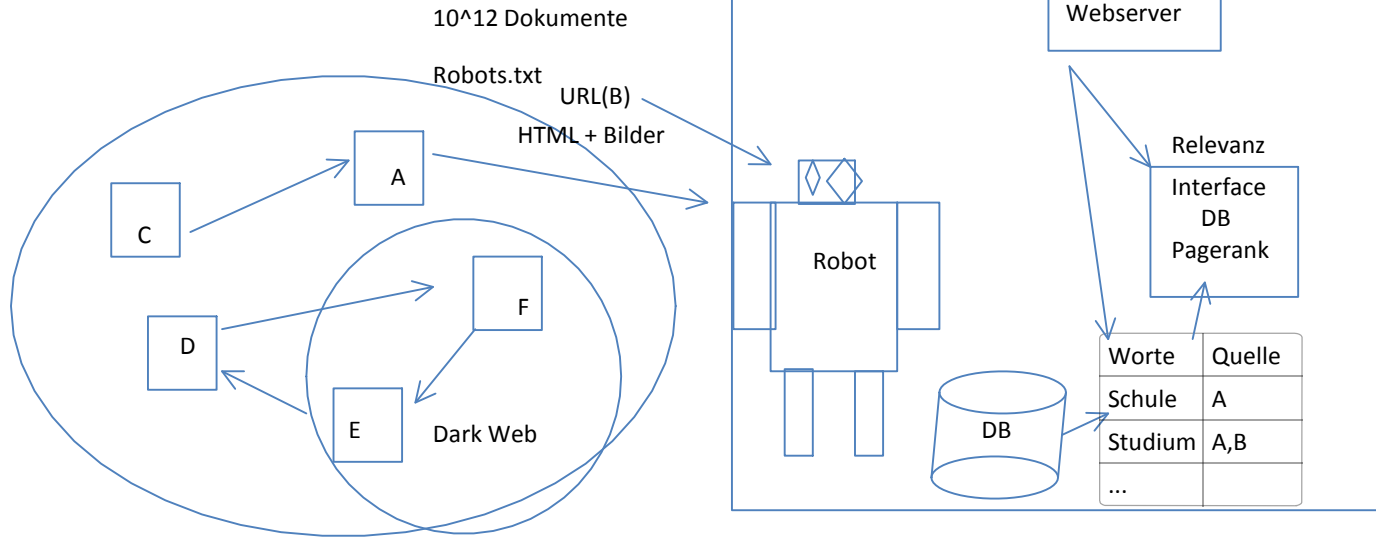 10^12 Dokumente
Robots.txt
URL(B)
HTML + Bilder
A
C
F
D
E
Dark Web
Webserver
Relevanz
Interface
DB
Pagerank
Robot
DB
Worte Quelle
Schule A
Studium A,B
...